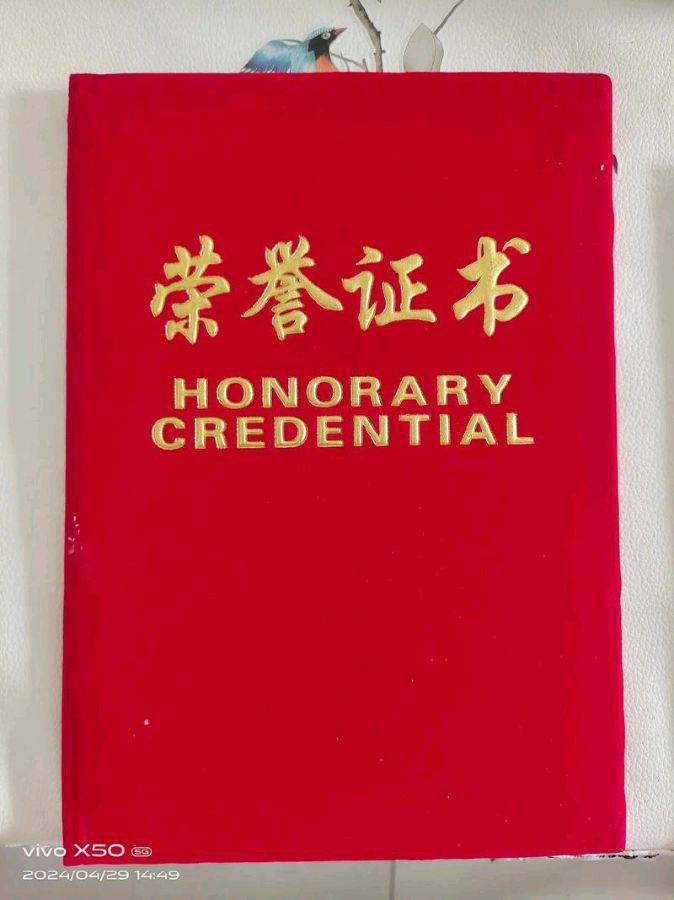 荣誉证书
HONORARY
CREDENTIAL
vivo X50 5G
2024/04/29 14:49